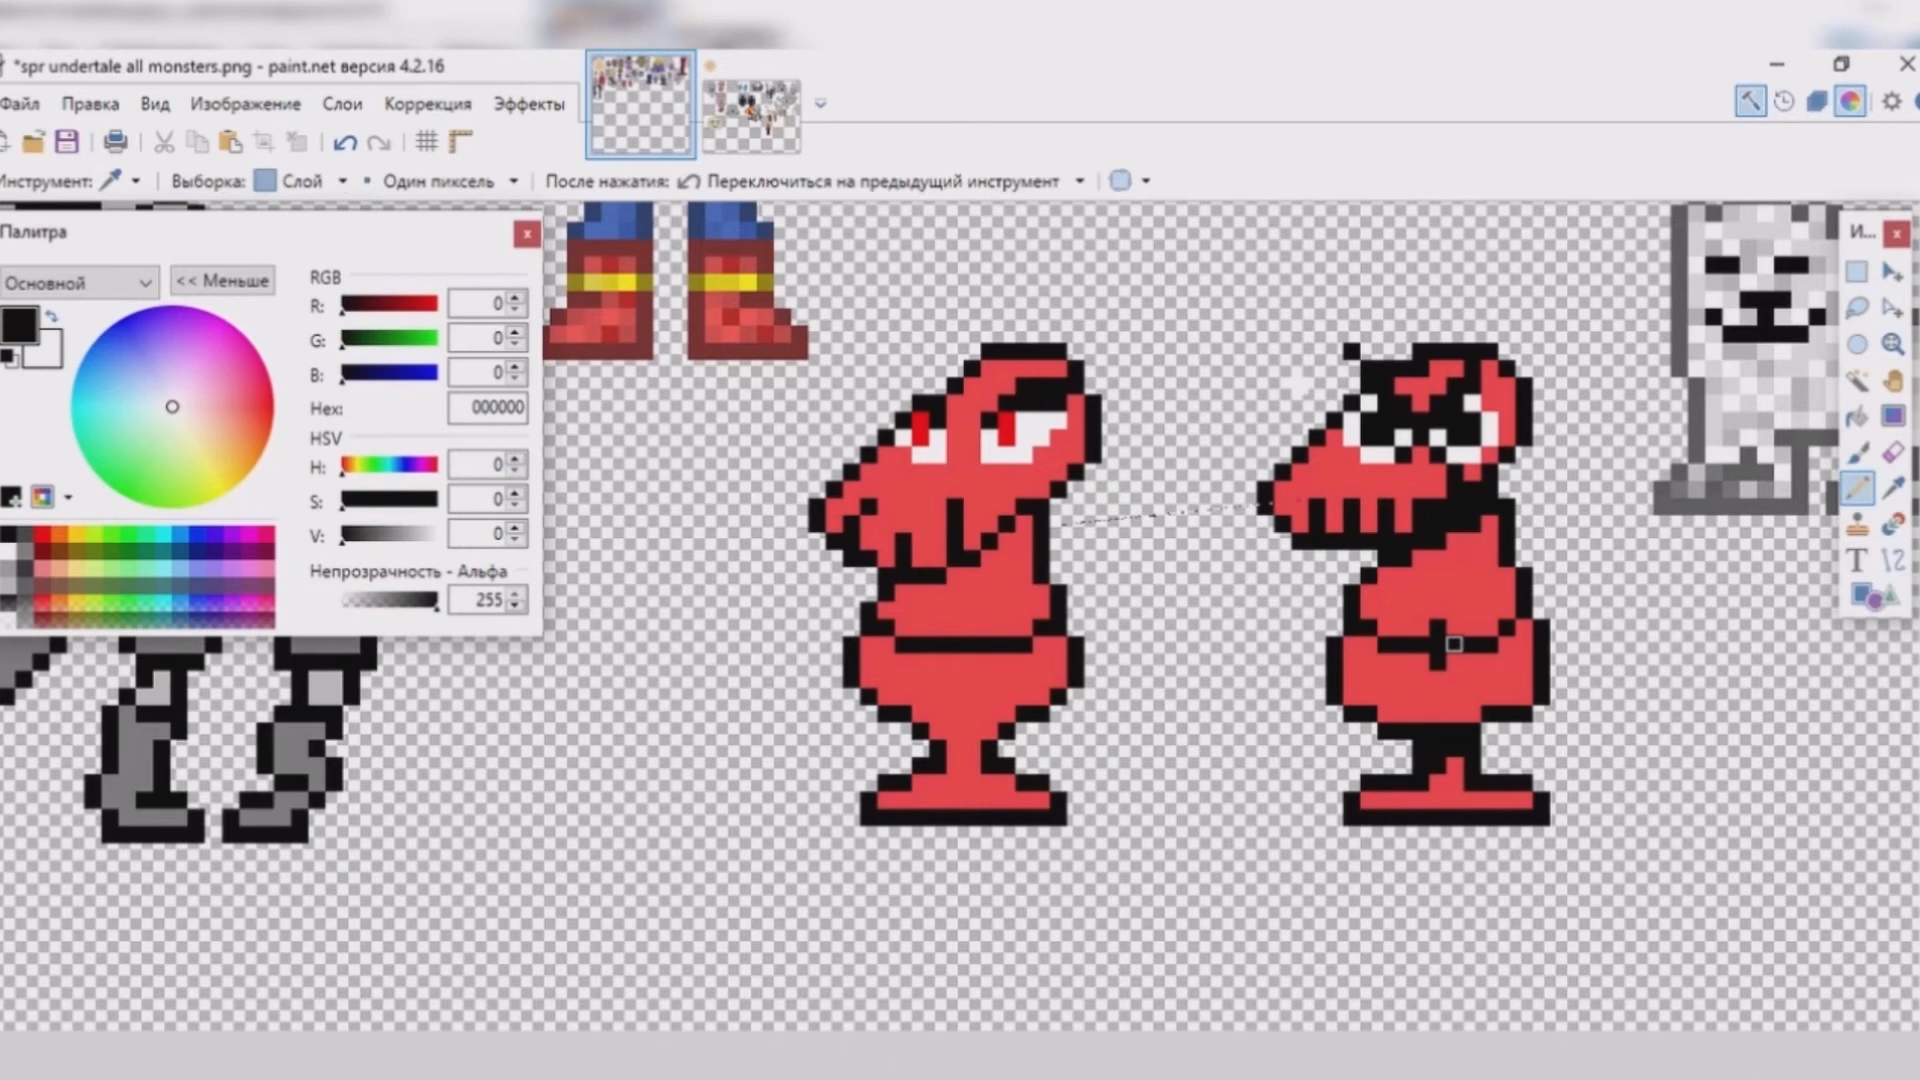 *spr undertale all monsters.png - paint.net версия 4.2.16
Файл Правка Вид Изображение Слои Коррекция Эффекты
Инструмент: Выборка: Слой Один пиксель После нажатия: Переключиться на предыдущий инструмент
Палитра
И...
Основной
<< Меньше
RGB
R: 0
G: 0
B: 0
Hex: 000000
HSV
H: 0
S: 0
V: 0
Непрозрачность - Альфа
255